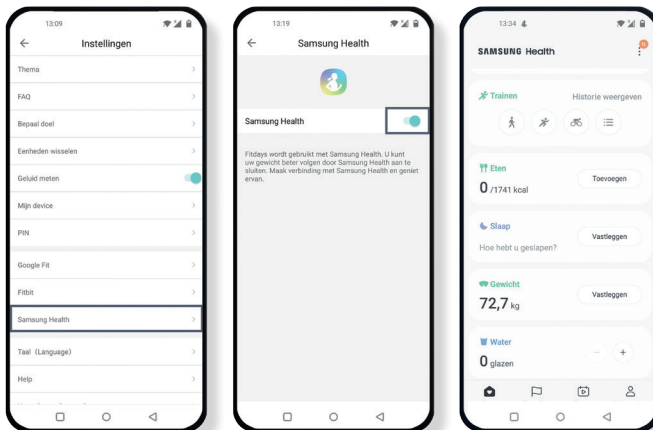 13:09
Instellingen
Thema
FAQ
Bepaal doel
Eenheden wisselen
Geluid meten
Mijn device
PIN
Google Fit
Fitbit
Samsung Health
Taal (Language)
Help
13:19
Samsung Health
Samsung Health
Fitdays wordt gebruikt met Samsung Health. U kunt
uw gewicht beter volgen door Samsung Health aan te
sluiten. Maak verbinding met Samsung Health en geniet
ervan.
13:34
SAMSUNG Health
Trainen
Historie weergeven
Eten
0 /1741 kcal
Toevoegen
Slaap
Hoe hebt u geslapen?
Vastleggen
Gewicht
72,7 kg
Vastleggen
Water
0 glazen